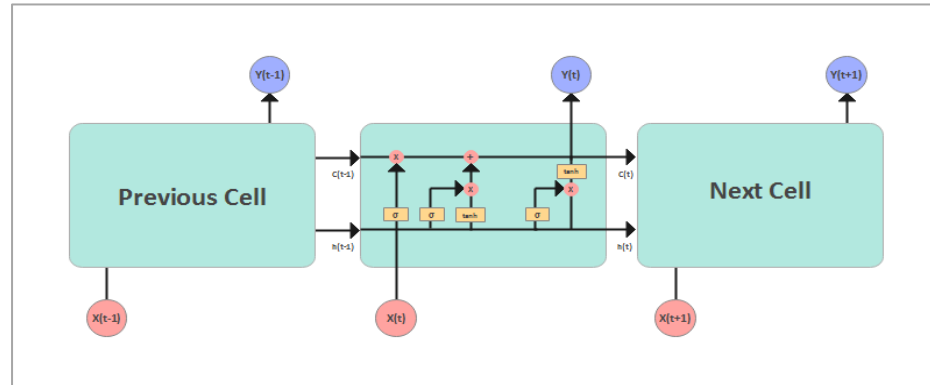 Y(t-1)
Y(t)
Y(t+1)
Previous Cell
C(t-1)
h(t-1)
x
+
tanh
x
x
σ
σ
tanh
σ
C(t)
h(t)
Next Cell
X(t-1)
X(t)
X(t+1)